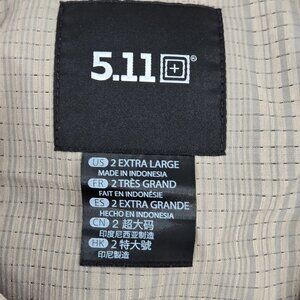 5.11®
US 2 EXTRA LARGE
MADE IN INDONESIA
FR 2 TRÈS GRAND
FAIT EN INDONÉSIE
ES 2 EXTRA GRANDE
HECHO EN INDONESIA
CN 2 超大码
印度尼西亚制造
HK 2 特大號
印尼製造